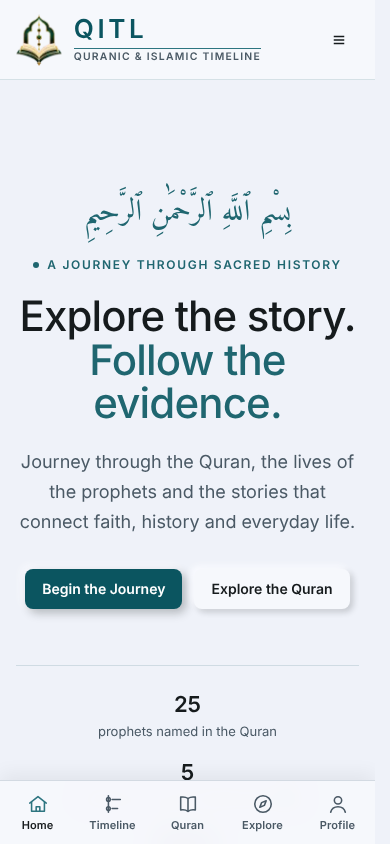 QITL
QURANIC & ISLAMIC TIMELINE
بِسْمِ ٱللَّهِ ٱلرَّحْمَٰنِ ٱلرَّحِيمِ
A JOURNEY THROUGH SACRED HISTORY
Explore the story.
Follow the
evidence.
Journey through the Quran, the lives of
the prophets and the stories that
connect faith, history and everyday life.
Begin the Journey
Explore the Quran
25
prophets named in the Quran
5
Home
Timeline
Quran
Explore
Profile